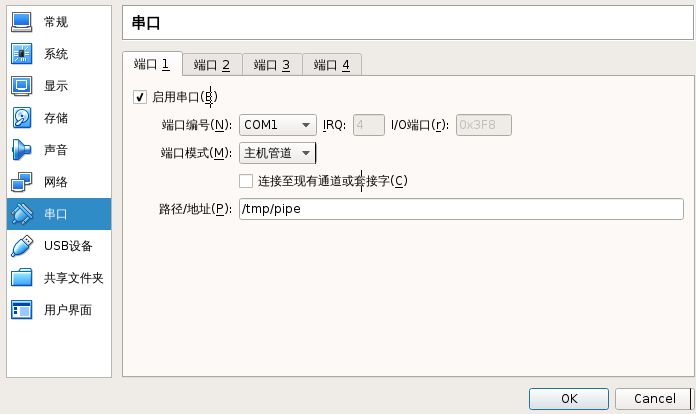 常规
系统
显示
存储
声音
网络
串口
USB设备
共享文件夹
用户界面
串口
端口 1 端口 2 端口 3 端口 4
启用串口(B)
端口编号(N): COM1 IRQ: 4 I/O端口(r): 0x3F8
端口模式(M): 主机管道
连接至现有通道或套接字(C)
路径/地址(P): /tmp/pipe
OK Cancel